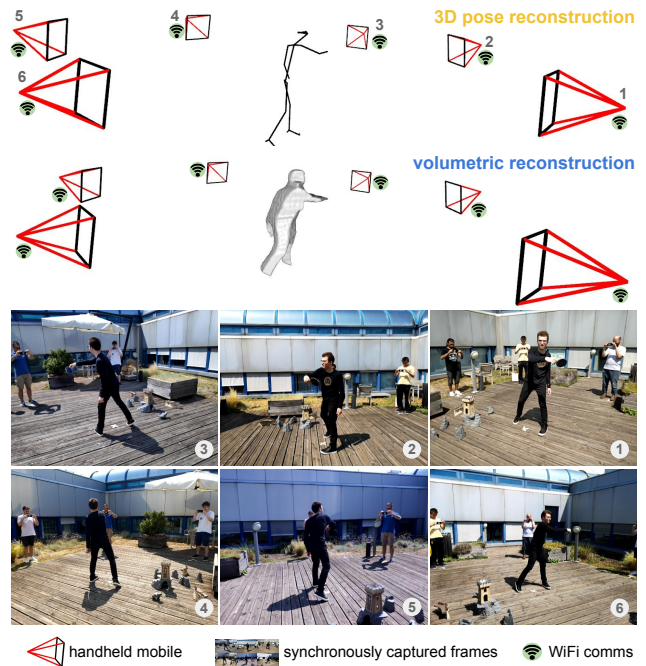 5
4
3
3D pose reconstruction
2
6
1
volumetric reconstruction
3
2
1
4
5
6
handheld mobile
synchronously captured frames
WiFi comms